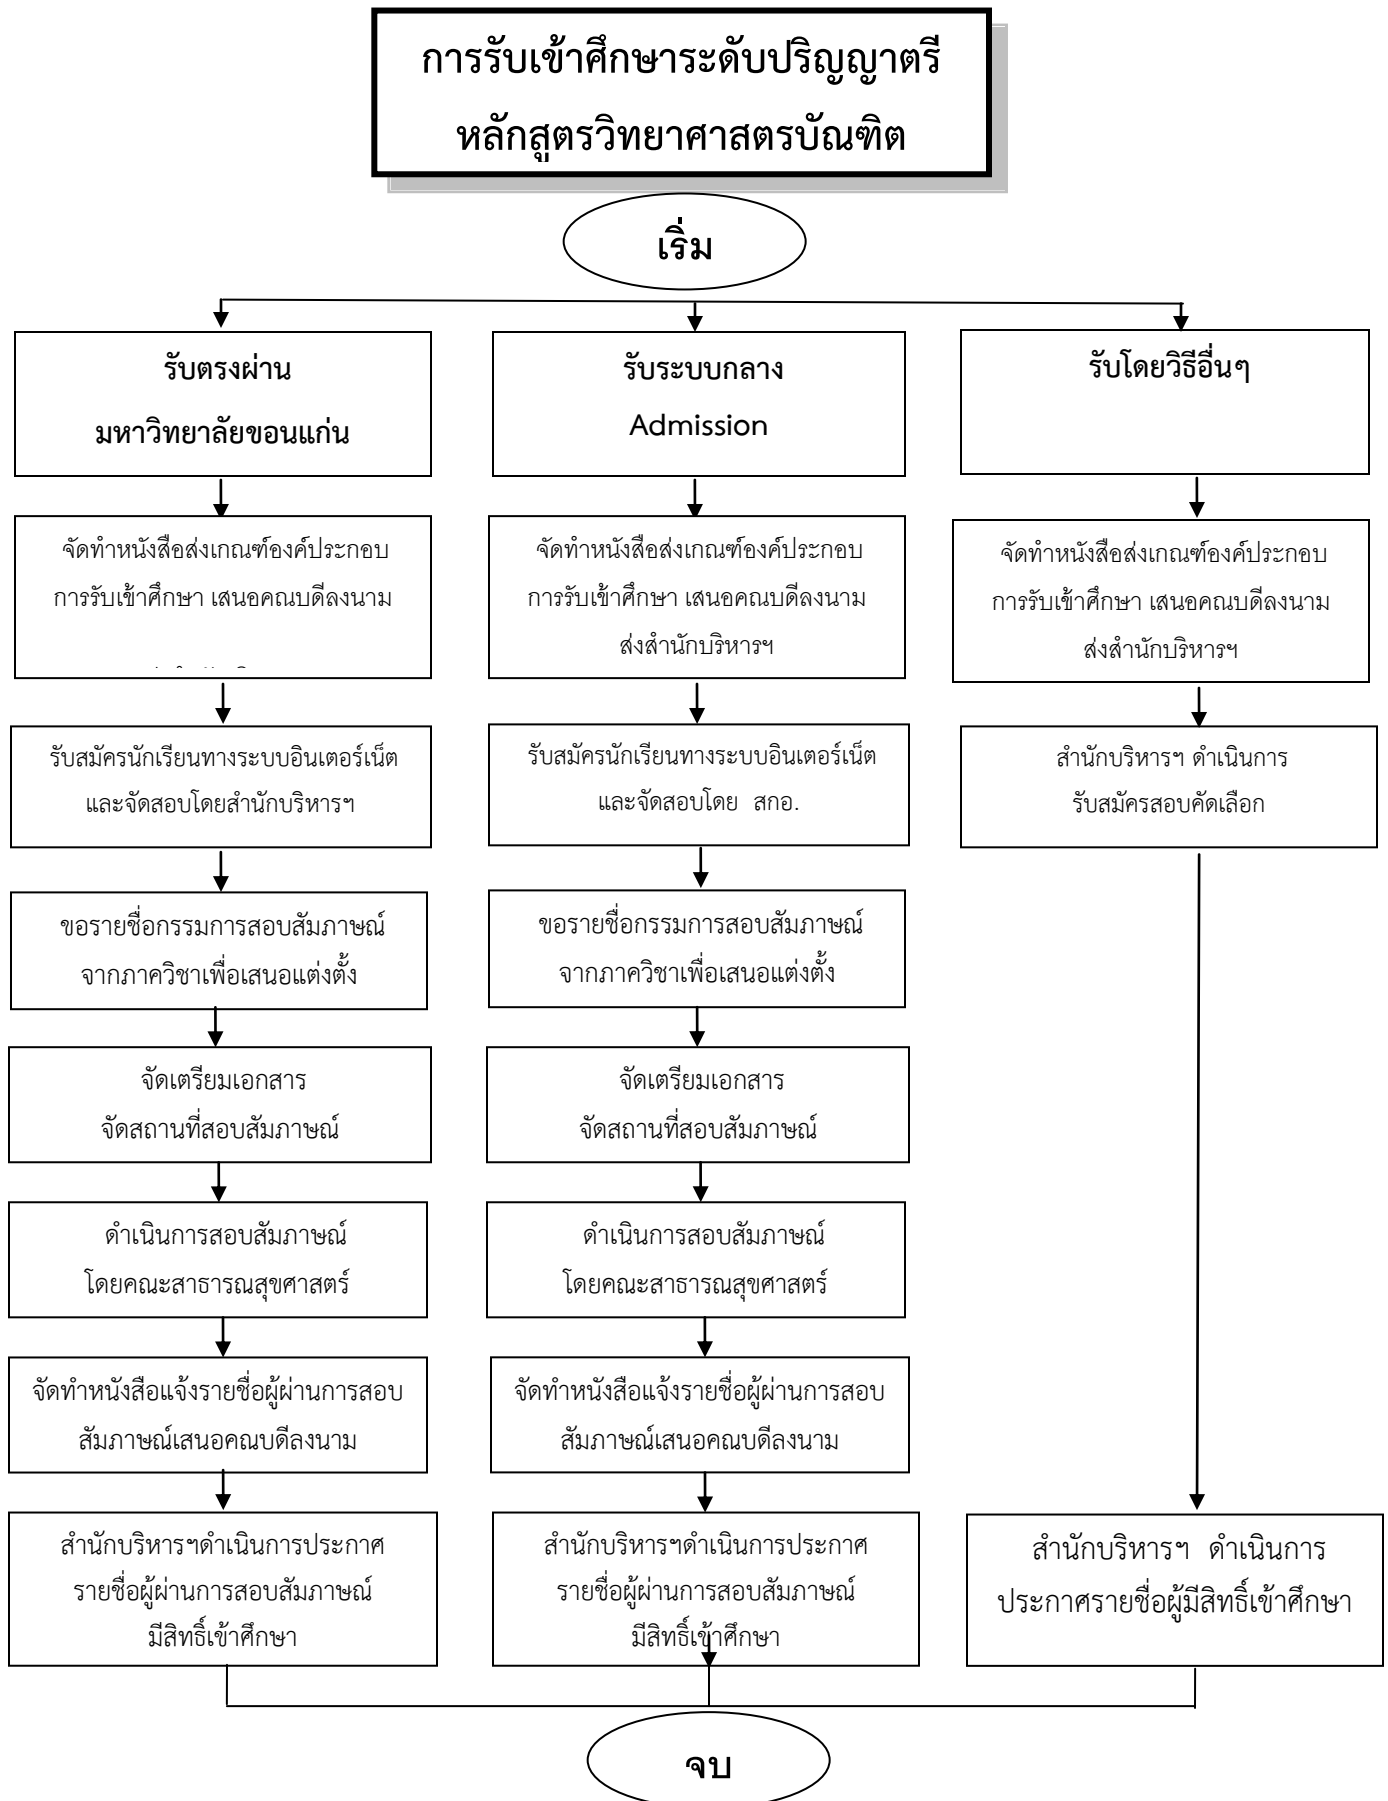 การรับเข้าศึกษาระดับปริญญาตรี
หลักสูตรวิทยาศาสตรบัณฑิต
เริ่ม
รับตรงผ่าน
มหาวิทยาลัยขอนแก่น
จัดทำหนังสือส่งเกณฑ์องค์ประกอบ
การรับเข้าศึกษา เสนอคณบดีลงนาม
รับสมัครนักเรียนทางระบบอินเตอร์เน็ต
และจัดสอบโดยสำนักบริหารฯ
ขอรายชื่อกรรมการสอบสัมภาษณ์
จากภาควิชาเพื่อเสนอแต่งตั้ง
จัดเตรียมเอกสาร
จัดสถานที่สอบสัมภาษณ์
ดำเนินการสอบสัมภาษณ์
โดยคณะสาธารณสุขศาสตร์
จัดทำหนังสือแจ้งรายชื่อผู้ผ่านการสอบ
สัมภาษณ์เสนอคณบดีลงนาม
สำนักบริหารฯดำเนินการประกาศ
รายชื่อผู้ผ่านการสอบสัมภาษณ์
มีสิทธิ์เข้าศึกษา
รับระบบกลาง
Admission
จัดทำหนังสือส่งเกณฑ์องค์ประกอบ
การรับเข้าศึกษา เสนอคณบดีลงนาม
ส่งสำนักบริหารฯ
รับสมัครนักเรียนทางระบบอินเตอร์เน็ต
และจัดสอบโดย สกอ.
ขอรายชื่อกรรมการสอบสัมภาษณ์
จากภาควิชาเพื่อเสนอแต่งตั้ง
จัดเตรียมเอกสาร
จัดสถานที่สอบสัมภาษณ์
ดำเนินการสอบสัมภาษณ์
โดยคณะสาธารณสุขศาสตร์
จัดทำหนังสือแจ้งรายชื่อผู้ผ่านการสอบ
สัมภาษณ์เสนอคณบดีลงนาม
สำนักบริหารฯดำเนินการประกาศ
รายชื่อผู้ผ่านการสอบสัมภาษณ์
มีสิทธิ์เข้าศึกษา
รับโดยวิธีอื่นๆ
จัดทำหนังสือส่งเกณฑ์องค์ประกอบ
การรับเข้าศึกษา เสนอคณบดีลงนาม
ส่งสำนักบริหารฯ
สำนักบริหารฯ ดำเนินการ
รับสมัครสอบคัดเลือก
สำนักบริหารฯ ดำเนินการ
ประกาศรายชื่อผู้มีสิทธิ์เข้าศึกษา
จบ